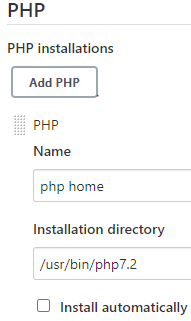 PHP
PHP installations
Add PHP
PHP
Name
php home
Installation directory
/usr/bin/php7.2
Install automatically